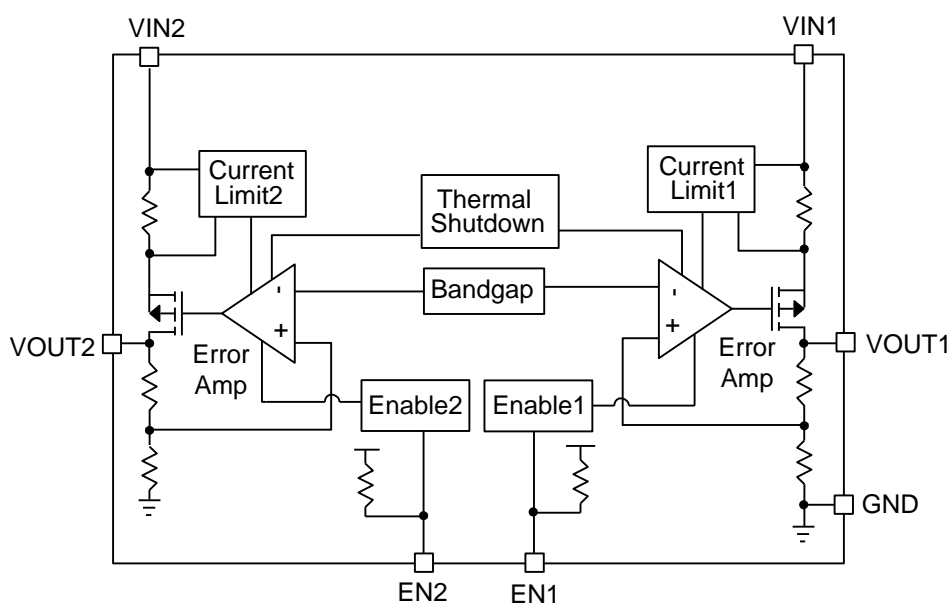 VIN2
VIN1
Current
Limit2
Current
Limit1
Thermal
Shutdown
-
Bandgap
-
+
+
VOUT2
Error
Amp
Error
Amp
VOUT1
Enable2
Enable1
GND
EN2
EN1